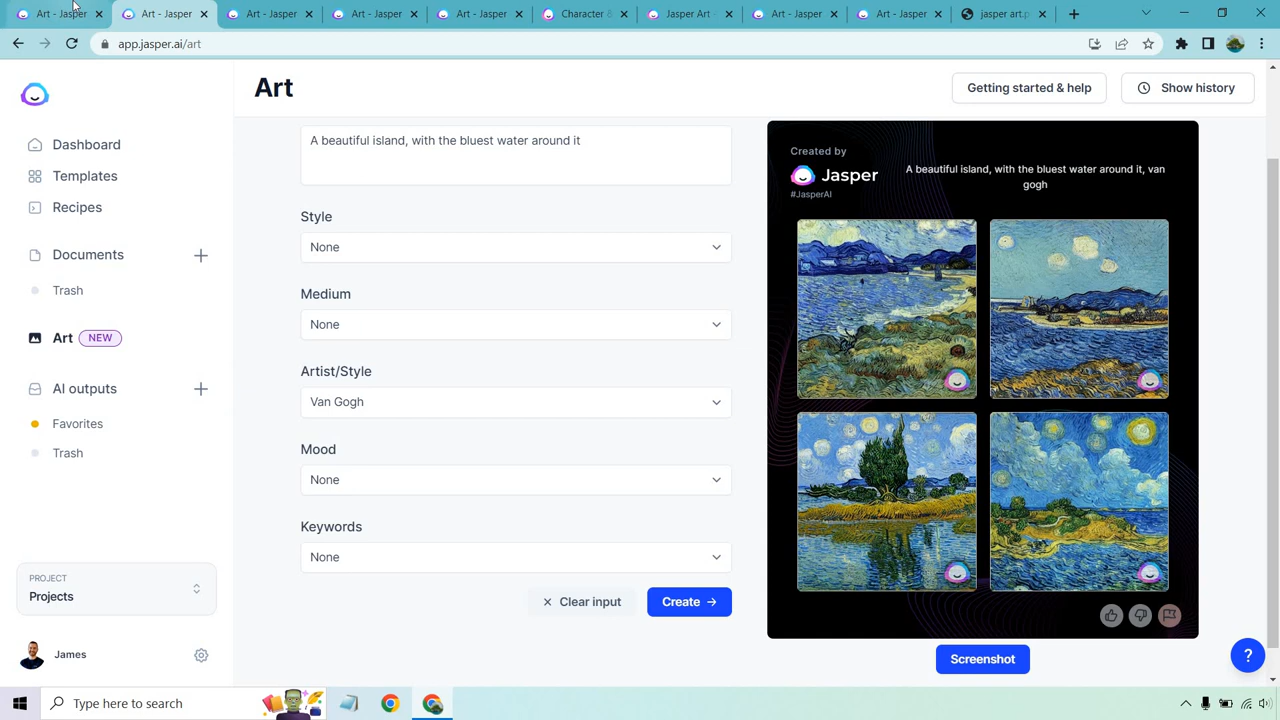 Art - Jasper
Art - Jasper
Art - Jasper
Art - Jasper
Art - Jasper
Character &
Jasper Art -
jasper art.p
app.jasper.ai/art
Art
Getting started & help
Show history
Dashboard
Templates
Recipes
Documents
Trash
Art NEW
AI outputs
Favorites
Trash
PROJECT
Projects
James
A beautiful island, with the bluest water around it
Style
None
Medium
None
Artist/Style
Van Gogh
Mood
None
Keywords
None
Clear input
Create
Created by
Jasper
#JasperAI
A beautiful island, with the bluest water around it, van
gogh
Screenshot
?
Type here to search